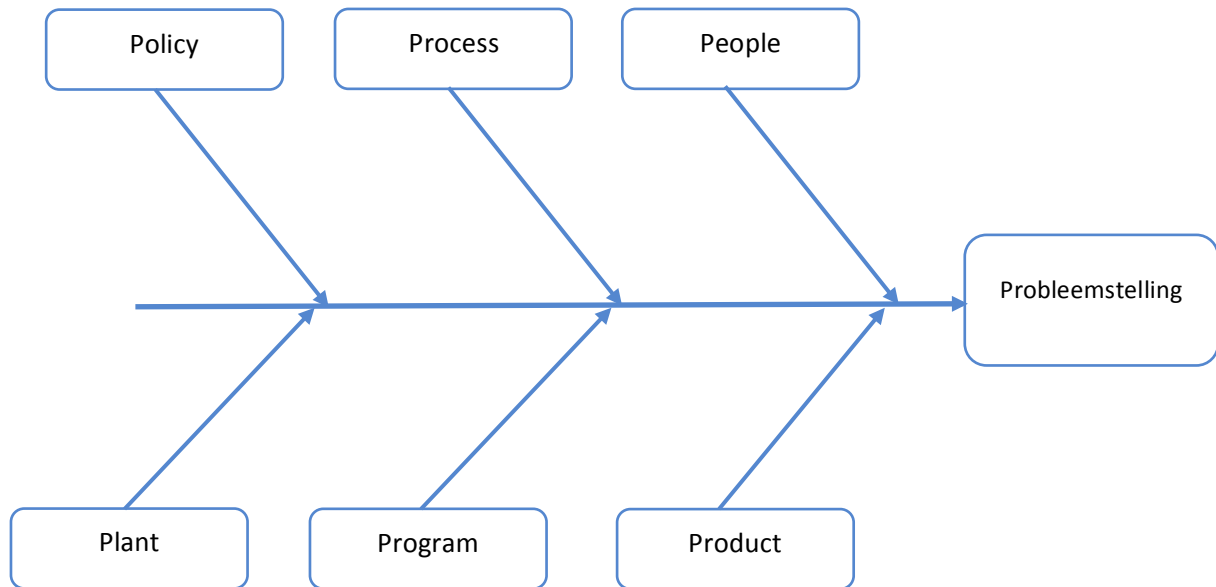 Policy
Process
People
Probleemstelling
Plant
Program
Product